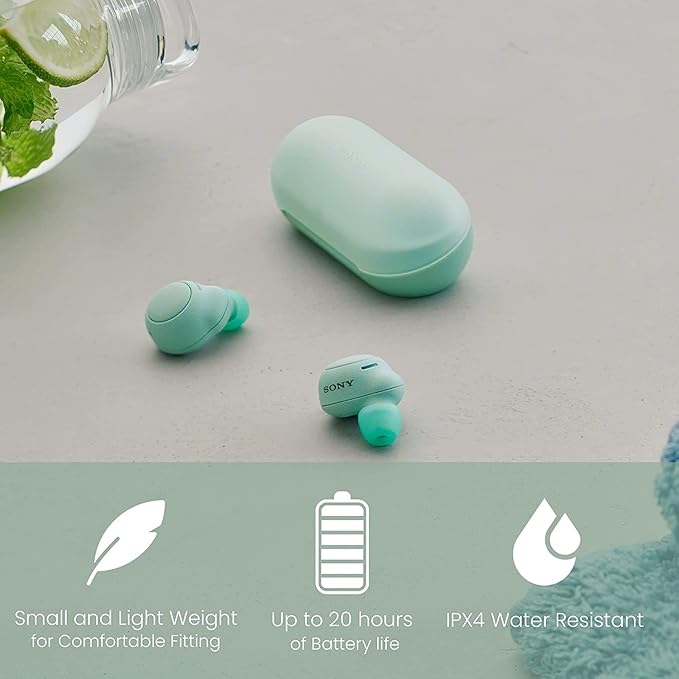 SONY
Small and Light Weight
for Comfortable Fitting
Up to 20 hours
of Battery life
IPX4 Water Resistant